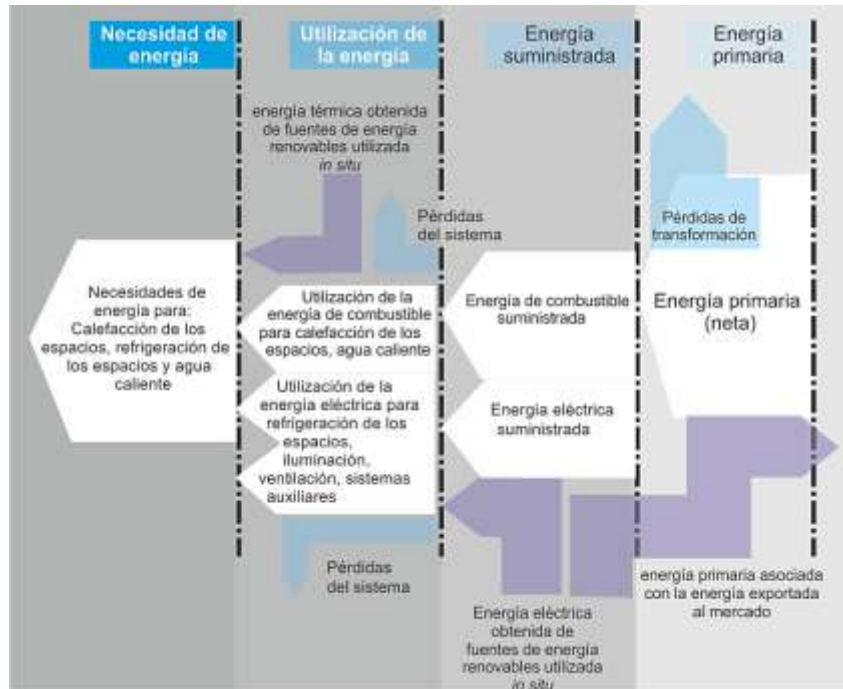 Necesidad de
energía
Utilización de
la energía
Energía
suministrada
Energía
primaria
energía térmica obtenida
de fuentes de energía
renovables utilizada
in situ
Pérdidas
del sistema
Pérdidas de
transformación
Necesidades de
energía para:
Calefacción de los
espacios, refrigeración de
los espacios y agua
caliente
Utilización de la
energía de combustible
para calefacción de los
espacios, agua caliente
Energía de combustible
suministrada
Energía primaria
(neta)
Utilización de la
energía eléctrica para
refrigeración de los
espacios,
iluminación,
ventilación, sistemas
auxiliares
Energía eléctrica
suministrada
Pérdidas
del sistema
Energía eléctrica
obtenida de
fuentes de energía
renovables utilizada
in situ
energía primaria asociada
con la energía exportada
al mercado